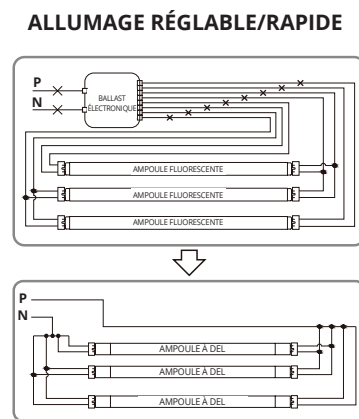 ALLUMAGE RÉGLABLE/RAPIDE
P
N
BALLAST
ÉLECTRONIQUE
AMPOULE FLUORESCENTE
AMPOULE FLUORESCENTE
AMPOULE FLUORESCENTE
P
N
AMPOULE À DEL
AMPOULE À DEL
AMPOULE À DEL